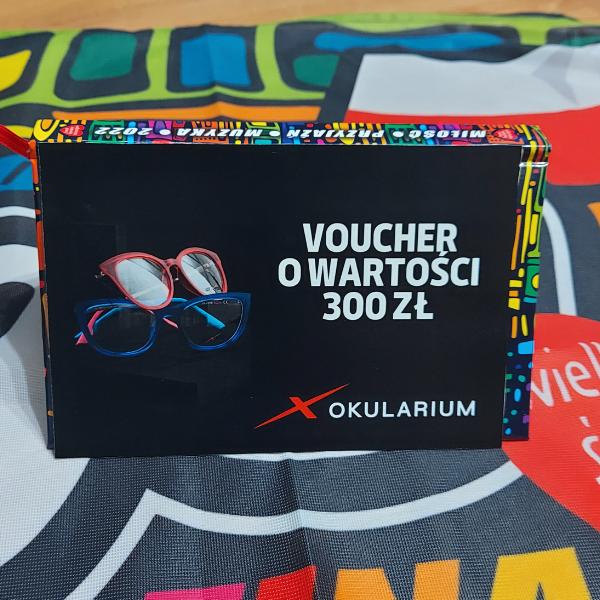 MIŁOŚĆ • PRZYJAŹŃ • MUZYKA • 2022
VOUCHER
O WARTOŚCI
300 ZŁ
OKULARIUM